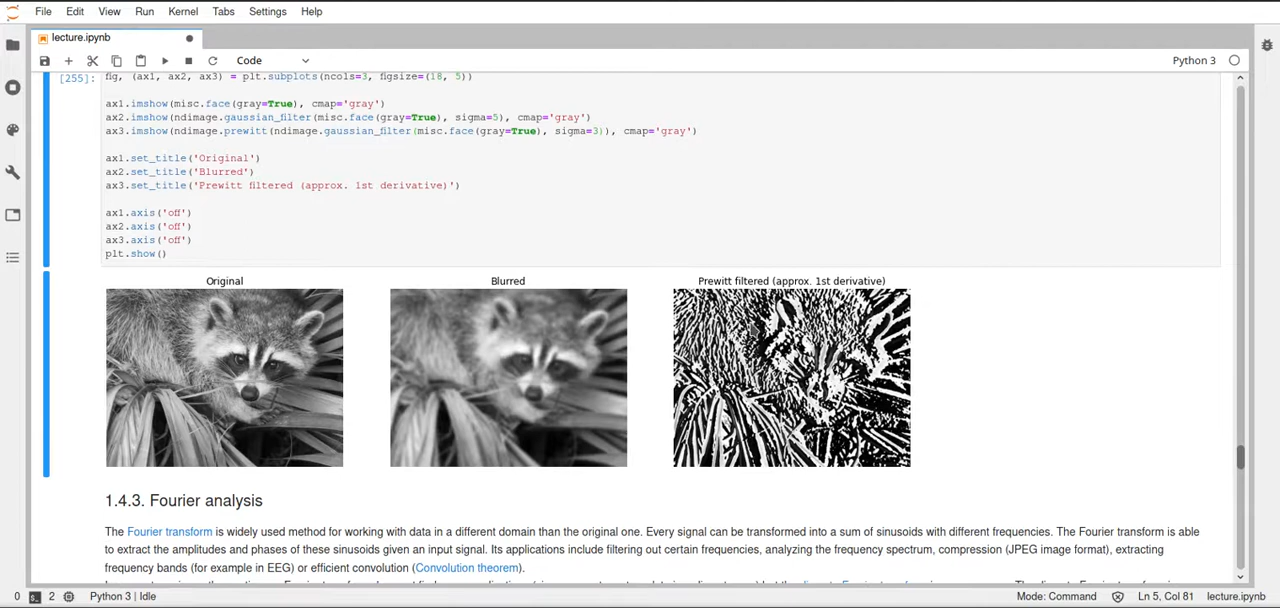 File Edit View Run Kernel Tabs Settings Help
lecture.ipynb
Code
Python 3
[255]: fig, (ax1, ax2, ax3) = plt.subplots(ncols=3, figsize=(18, 5))
ax1.imshow(misc.face(gray=True), cmap='gray')
ax2.imshow(ndimage.gaussian_filter(misc.face(gray=True), sigma=5), cmap='gray')
ax3.imshow(ndimage.prewitt(ndimage.gaussian_filter(misc.face(gray=True), sigma=3)), cmap='gray')
ax1.set_title('Original')
ax2.set_title('Blurred')
ax3.set_title('Prewitt filtered (approx. 1st derivative)')
ax1.axis('off')
ax2.axis('off')
ax3.axis('off')
plt.show()
Original Blurred Prewitt filtered (approx. 1st derivative)
1.4.3. Fourier analysis
The Fourier transform is widely used method for working with data in a different domain than the original one. Every signal can be transformed into a sum of sinusoids with different frequencies. The Fourier transform is able
to extract the amplitudes and phases of these sinusoids given an input signal. Its applications include filtering out certain frequencies, analyzing the frequency spectrum, compression (JPEG image format), extracting
frequency bands (for example in EEG) or efficient convolution (Convolution theorem).
0 2 Python 3 | Idle Mode: Command Ln 5, Col 81 lecture.ipynb